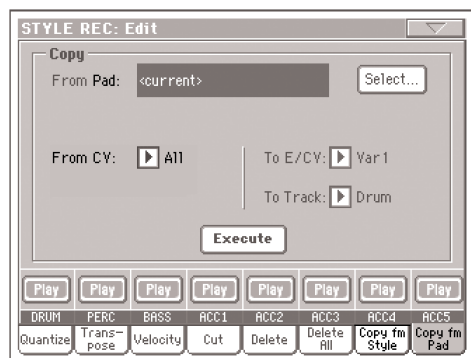 STYLE REC: Edit
Copy
From Pad: <current> Select...
From CV: All To E/CV: Var1
To Track: Drum
Execute
Play Play Play Play Play Play Play Play
DRUM PERC BASS ACC1 ACC2 ACC3 ACC4 ACC5
Quantize Trans-pose Velocity Cut Delete Delete All Copy fm Style Copy fm Pad